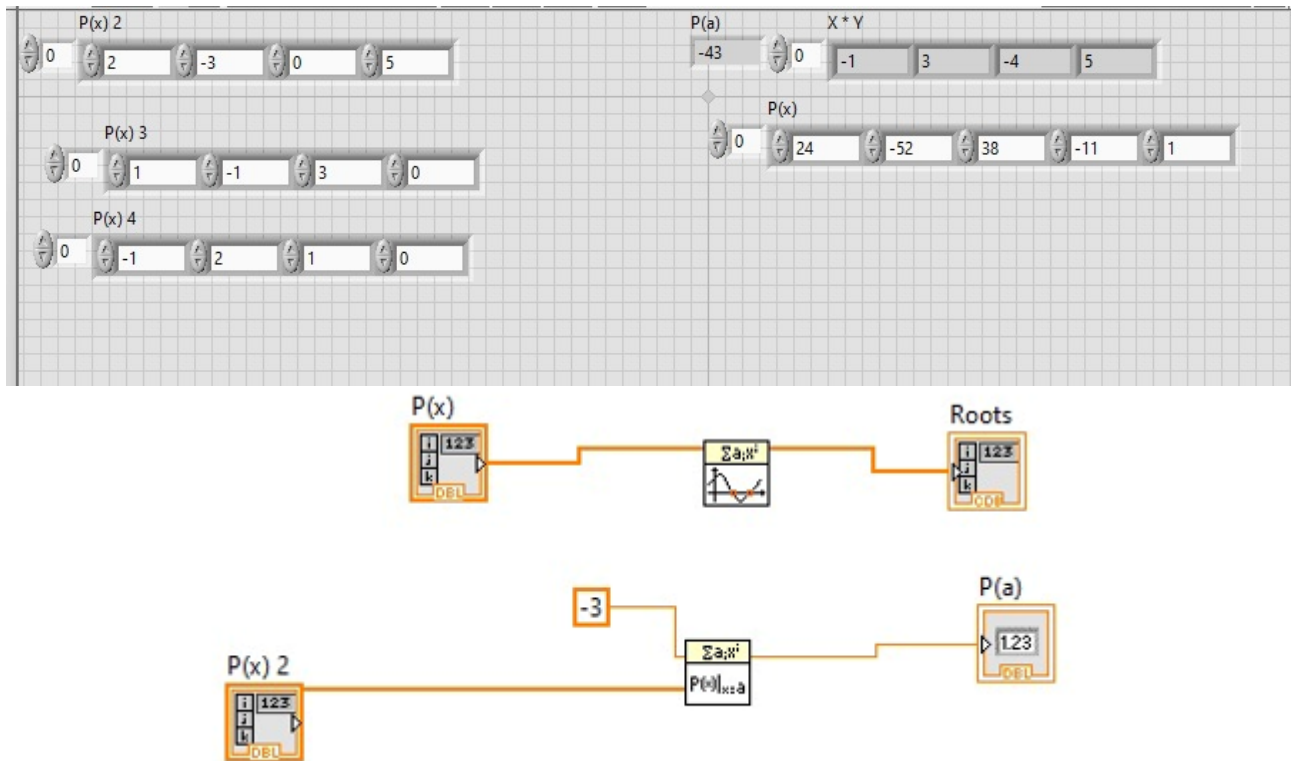 P(x) 2
0 2 -3 0 5
P(a)
-43
X * Y
0 -1 3 -4 5
P(x) 3
0 1 -1 3 0
P(x)
0 24 -52 38 -11 1
P(x) 4
0 -1 2 1 0
P(x)
i 123
j
k
DBL
Σaᵢxⁱ
Roots
i 123
j
k
CDB
-3
P(x) 2
i 123
j
k
DBL
Σaᵢxⁱ
P(x)|x=a
P(a)
1.23
DBL